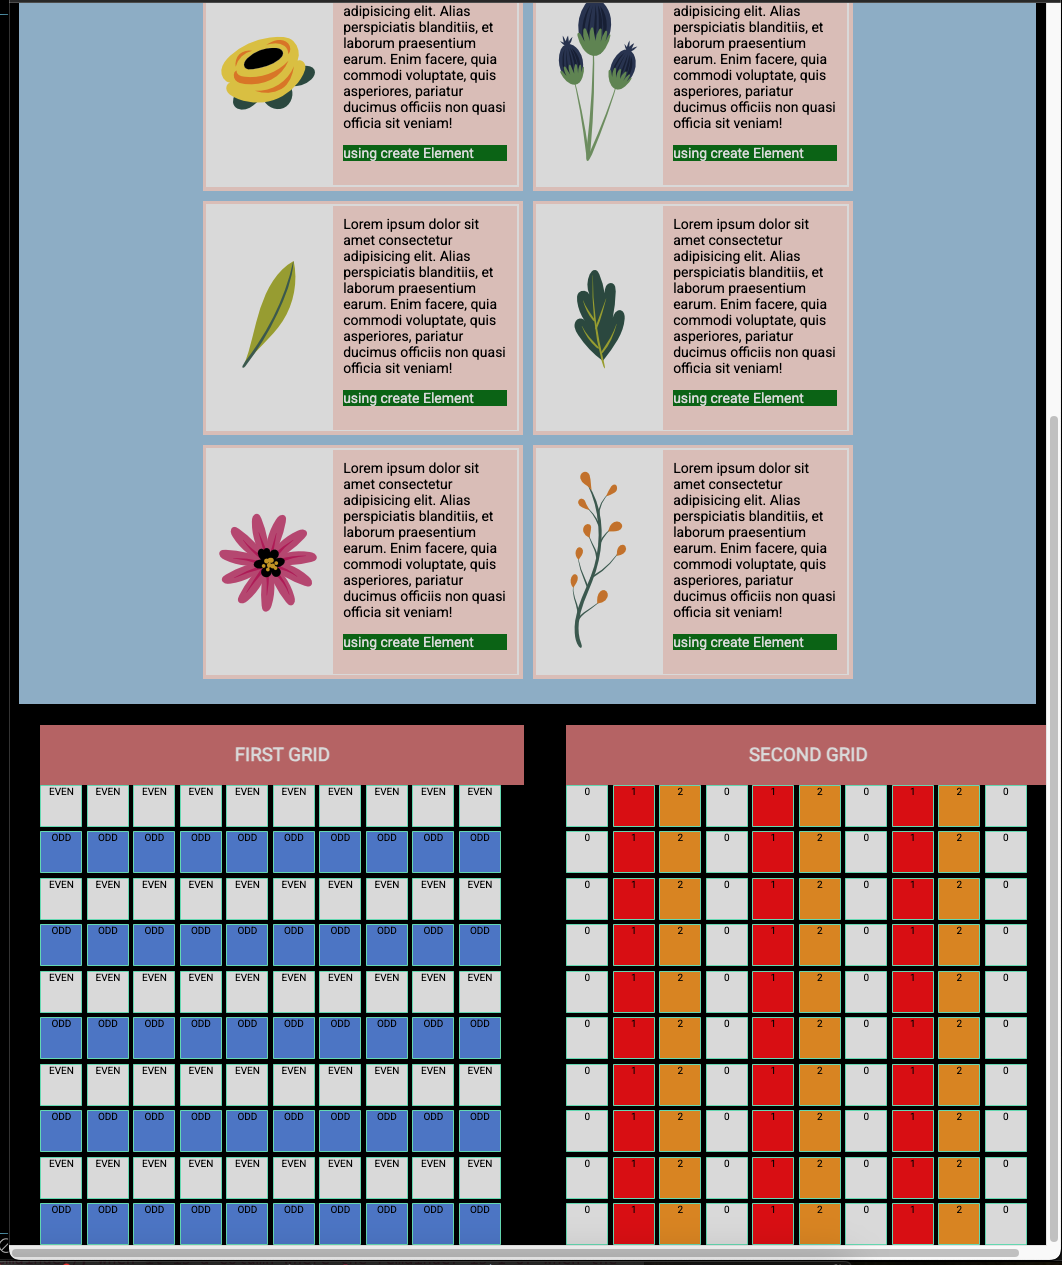 adipisicing elit. Alias
perspiciatis blanditiis, et
laborum praesentium
earum. Enim facere, quia
commodi voluptate, quis
asperiores, pariatur
ducimus officiis non quasi
officia sit veniam!
using create Element
adipisicing elit. Alias
perspiciatis blanditiis, et
laborum praesentium
earum. Enim facere, quia
commodi voluptate, quis
asperiores, pariatur
ducimus officiis non quasi
officia sit veniam!
using create Element
Lorem ipsum dolor sit
amet consectetur
adipisicing elit. Alias
perspiciatis blanditiis, et
laborum praesentium
earum. Enim facere, quia
commodi voluptate, quis
asperiores, pariatur
ducimus officiis non quasi
officia sit veniam!
using create Element
Lorem ipsum dolor sit
amet consectetur
adipisicing elit. Alias
perspiciatis blanditiis, et
laborum praesentium
earum. Enim facere, quia
commodi voluptate, quis
asperiores, pariatur
ducimus officiis non quasi
officia sit veniam!
using create Element
Lorem ipsum dolor sit
amet consectetur
adipisicing elit. Alias
perspiciatis blanditiis, et
laborum praesentium
earum. Enim facere, quia
commodi voluptate, quis
asperiores, pariatur
ducimus officiis non quasi
officia sit veniam!
using create Element
Lorem ipsum dolor sit
amet consectetur
adipisicing elit. Alias
perspiciatis blanditiis, et
laborum praesentium
earum. Enim facere, quia
commodi voluptate, quis
asperiores, pariatur
ducimus officiis non quasi
officia sit veniam!
using create Element
FIRST GRID
EVEN EVEN EVEN EVEN EVEN EVEN EVEN EVEN EVEN EVEN
ODD ODD ODD ODD ODD ODD ODD ODD ODD ODD
EVEN EVEN EVEN EVEN EVEN EVEN EVEN EVEN EVEN EVEN
ODD ODD ODD ODD ODD ODD ODD ODD ODD ODD
EVEN EVEN EVEN EVEN EVEN EVEN EVEN EVEN EVEN EVEN
ODD ODD ODD ODD ODD ODD ODD ODD ODD ODD
EVEN EVEN EVEN EVEN EVEN EVEN EVEN EVEN EVEN EVEN
ODD ODD ODD ODD ODD ODD ODD ODD ODD ODD
EVEN EVEN EVEN EVEN EVEN EVEN EVEN EVEN EVEN EVEN
ODD ODD ODD ODD ODD ODD ODD ODD ODD ODD
SECOND GRID
0 1 2 0 1 2 0 1 2 0
0 1 2 0 1 2 0 1 2 0
0 1 2 0 1 2 0 1 2 0
0 1 2 0 1 2 0 1 2 0
0 1 2 0 1 2 0 1 2 0
0 1 2 0 1 2 0 1 2 0
0 1 2 0 1 2 0 1 2 0
0 1 2 0 1 2 0 1 2 0
0 1 2 0 1 2 0 1 2 0
0 1 2 0 1 2 0 1 2 0